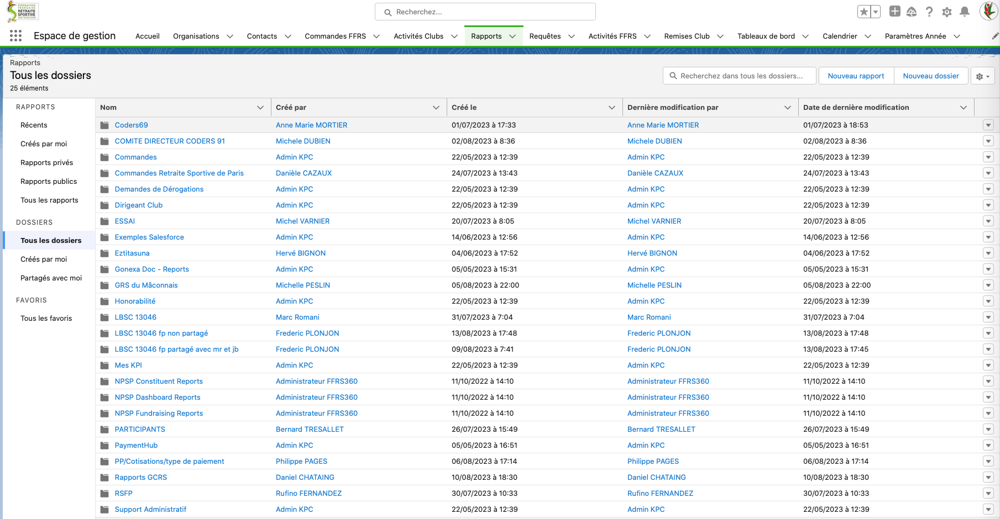 FEDERATION
FRANÇAISE
RETRAITE
SPORTIVE
Recherchez...
Espace de gestion
Accueil
Organisations
Contacts
Commandes FFRS
Activités Clubs
Rapports
Requêtes
Activités FFRS
Remises Club
Tableaux de bord
Calendrier
Paramètres Année
Rapports
Tous les dossiers
25 éléments
Recherchez dans tous les dossiers...
Nouveau rapport
Nouveau dossier
RAPPORTS
Récents
Créés par moi
Rapports privés
Rapports publics
Tous les rapports
DOSSIERS
Tous les dossiers
Créés par moi
Partagés avec moi
FAVORIS
Tous les favoris
Nom Créé par Créé le Dernière modification par Date de dernière modification
Coders69 Anne Marie MORTIER 01/07/2023 à 17:33 Anne Marie MORTIER 01/07/2023 à 18:53
COMITE DIRECTEUR CODERS 91 Michele DUBIEN 02/08/2023 à 8:36 Michele DUBIEN 02/08/2023 à 8:36
Commandes Admin KPC 22/05/2023 à 12:39 Admin KPC 22/05/2023 à 12:39
Commandes Retraite Sportive de Paris Danièle CAZAUX 24/07/2023 à 13:43 Danièle CAZAUX 24/07/2023 à 13:43
Demandes de Dérogations Admin KPC 22/05/2023 à 12:39 Admin KPC 22/05/2023 à 12:39
Dirigeant Club Admin KPC 22/05/2023 à 12:39 Admin KPC 22/05/2023 à 12:39
ESSAI Michel VARNIER 20/07/2023 à 8:05 Michel VARNIER 20/07/2023 à 8:05
Exemples Salesforce Admin KPC 14/06/2023 à 12:56 Admin KPC 14/06/2023 à 12:56
Eztitasuna Hervé BIGNON 04/06/2023 à 17:52 Hervé BIGNON 04/06/2023 à 17:52
Gonexa Doc - Reports Admin KPC 05/05/2023 à 15:31 Admin KPC 05/05/2023 à 15:31
GRS du Mâconnais Michelle PESLIN 05/08/2023 à 22:00 Michelle PESLIN 05/08/2023 à 22:00
Honorabilité Admin KPC 22/05/2023 à 12:39 Admin KPC 22/05/2023 à 12:39
LBSC 13046 Marc Romani 31/07/2023 à 7:04 Marc Romani 31/07/2023 à 7:04
LBSC 13046 fp non partagé Frederic PLONJON 13/08/2023 à 17:48 Frederic PLONJON 13/08/2023 à 17:48
LBSC 13046 fp partagé avec mr et jb Frederic PLONJON 09/08/2023 à 7:41 Frederic PLONJON 13/08/2023 à 17:45
Mes KPI Admin KPC 22/05/2023 à 12:39 Admin KPC 22/05/2023 à 12:39
NPSP Constituent Reports Administrateur FFRS360 11/10/2022 à 14:10 Administrateur FFRS360 11/10/2022 à 14:10
NPSP Dashboard Reports Administrateur FFRS360 11/10/2022 à 14:10 Administrateur FFRS360 11/10/2022 à 14:10
NPSP Fundraising Reports Administrateur FFRS360 11/10/2022 à 14:10 Administrateur FFRS360 11/10/2022 à 14:10
PARTICIPANTS Bernard TRESALLET 26/07/2023 à 15:49 Bernard TRESALLET 26/07/2023 à 15:49
PaymentHub Admin KPC 05/05/2023 à 16:51 Admin KPC 05/05/2023 à 16:51
PP/Cotisations/type de paiement Philippe PAGES 06/08/2023 à 17:14 Philippe PAGES 06/08/2023 à 17:14
Rapports GCRS Daniel CHATAING 10/08/2023 à 18:30 Daniel CHATAING 10/08/2023 à 18:30
RSFP Rufino FERNANDEZ 30/07/2023 à 10:33 Rufino FERNANDEZ 30/07/2023 à 10:33
Support Administratif Admin KPC 22/05/2023 à 12:39 Admin KPC 22/05/2023 à 12:39